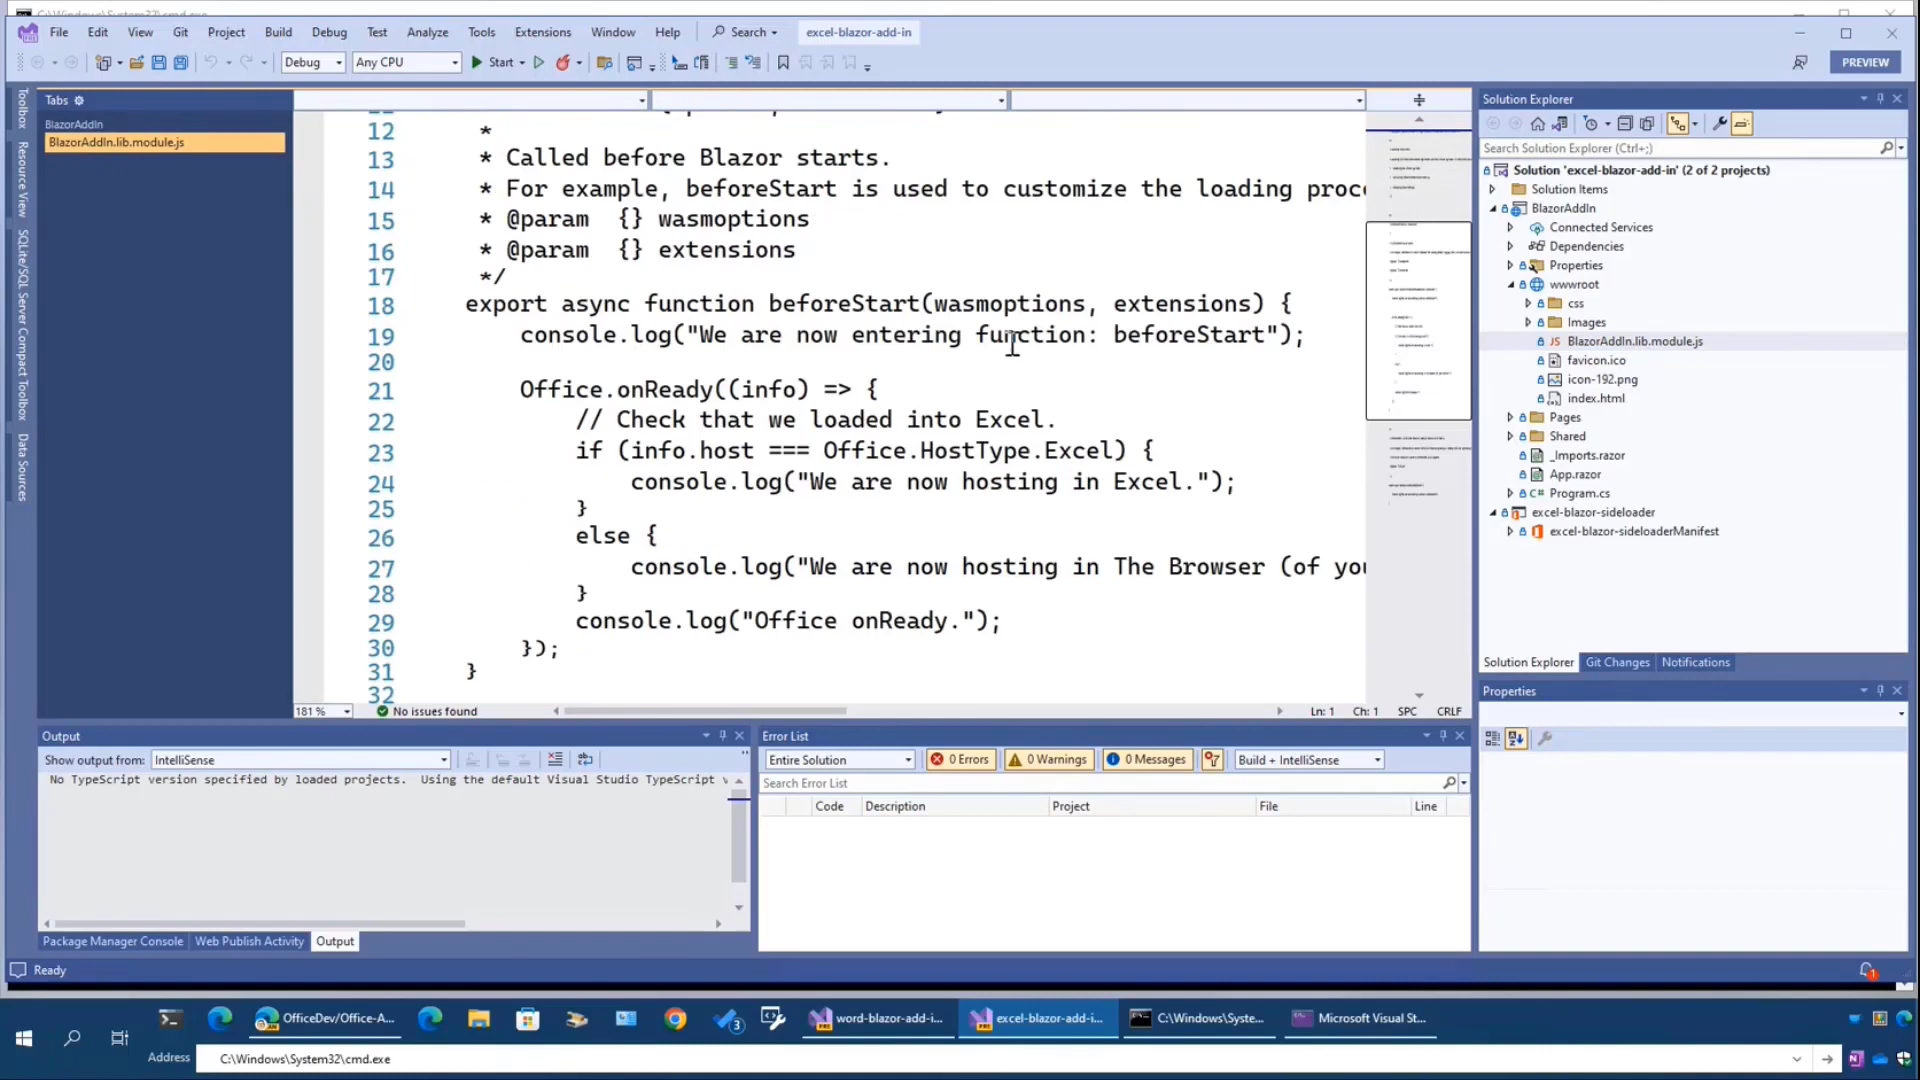 File Edit View Git Project Build Debug Test Analyze Tools Extensions Window Help Search excel-blazor-add-in
Debug Any CPU Start PREVIEW
Toolbox
Resource View
SQLite/SQL Server Compact Toolbox
Data Sources
Tabs
BlazorAddIn
BlazorAddIn.lib.module.js
12 *
13 * Called before Blazor starts.
14 * For example, beforeStart is used to customize the loading proc
15 * @param {} wasmoptions
16 * @param {} extensions
17 */
18 export async function beforeStart(wasmoptions, extensions) {
19 console.log("We are now entering function: beforeStart");
20
21 Office.onReady((info) => {
22 // Check that we loaded into Excel.
23 if (info.host === Office.HostType.Excel) {
24 console.log("We are now hosting in Excel.");
25 }
26 else {
27 console.log("We are now hosting in The Browser (of you
28 }
29 console.log("Office onReady.");
30 });
31 }
32
181 % No issues found Ln: 1 Ch: 1 SPC CRLF
Solution Explorer
Search Solution Explorer (Ctrl+;)
Solution 'excel-blazor-add-in' (2 of 2 projects)
Solution Items
BlazorAddIn
Connected Services
Dependencies
Properties
wwwroot
css
Images
JS BlazorAddIn.lib.module.js
favicon.ico
icon-192.png
index.html
Pages
Shared
_Imports.razor
App.razor
C# Program.cs
excel-blazor-sideloader
excel-blazor-sideloaderManifest
Solution Explorer Git Changes Notifications
Properties
Output
Show output from: IntelliSense
No TypeScript version specified by loaded projects. Using the default Visual Studio TypeScript v
Package Manager Console Web Publish Activity Output
Error List
Entire Solution 0 Errors 0 Warnings 0 Messages Build + IntelliSense
Search Error List
Code Description Project File Line
Ready
OfficeDev/Office-A... 3 word-blazor-add-i... excel-blazor-add-i... C:\Windows\Syste... Microsoft Visual St...
Address C:\Windows\System32\cmd.exe